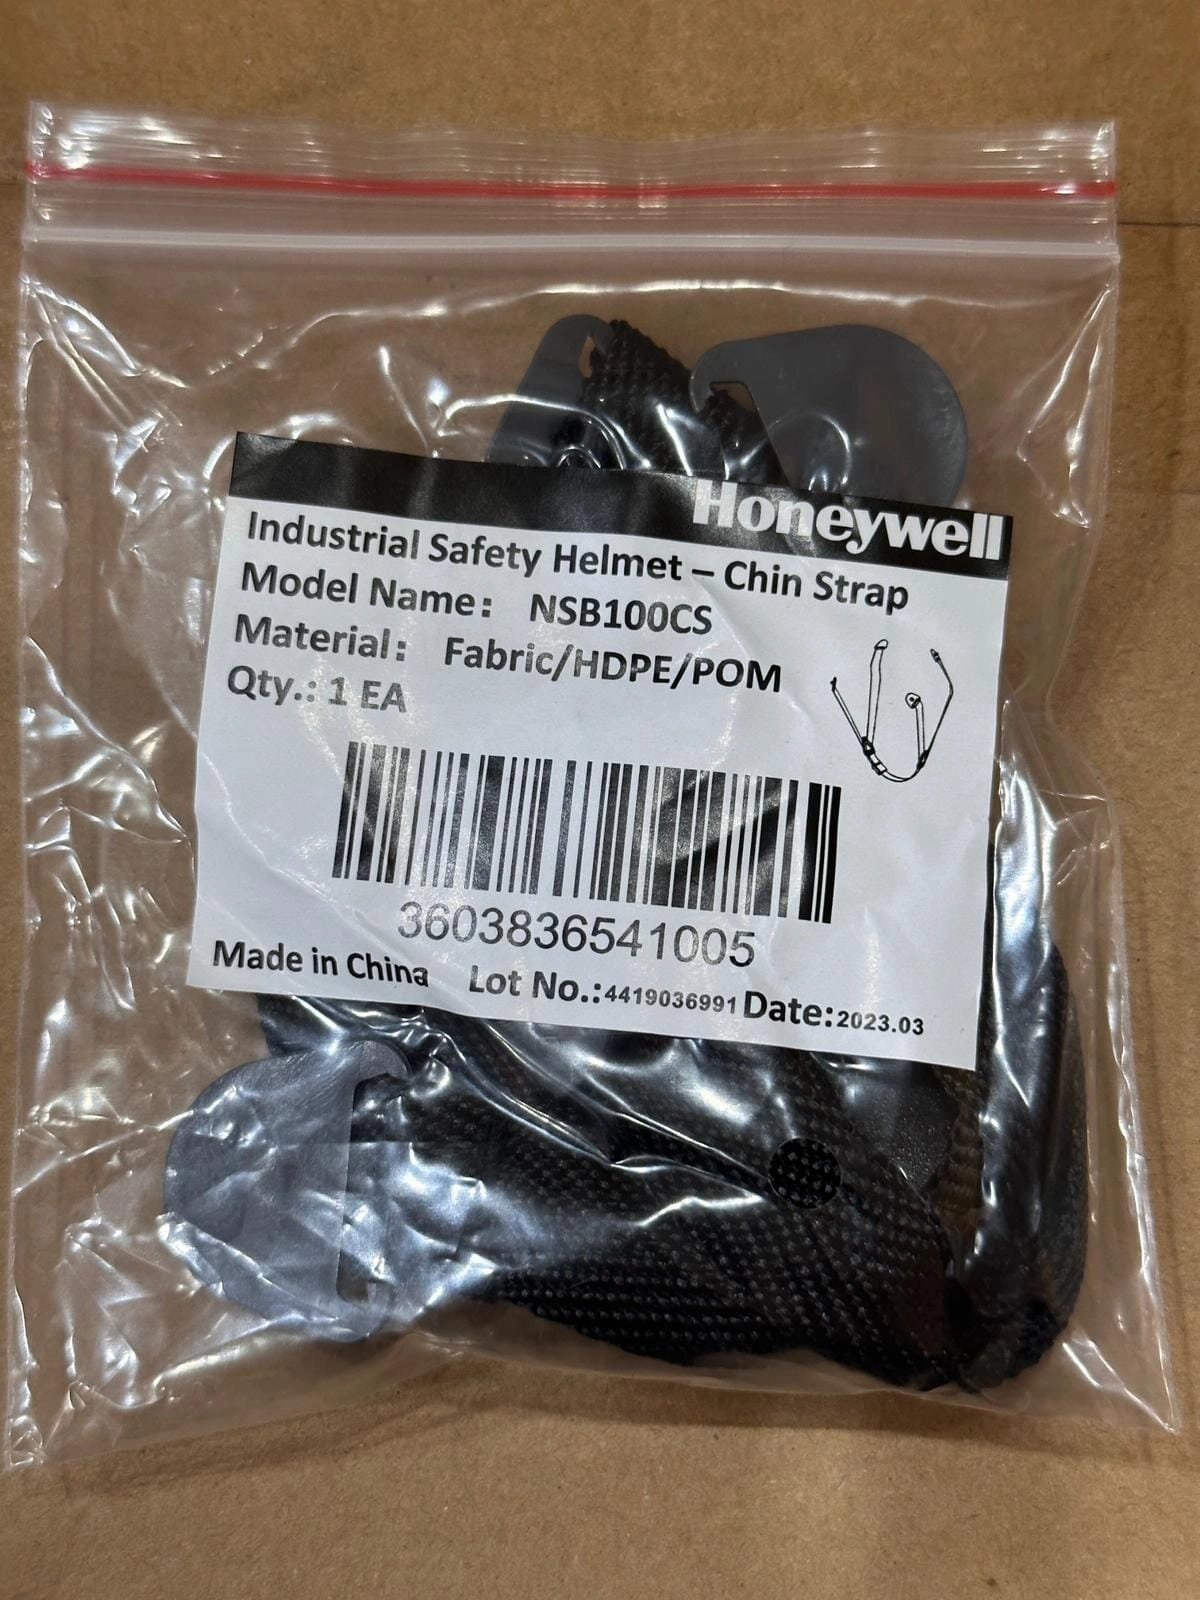 Honeywell
Industrial Safety Helmet – Chin Strap
Model Name: NSB100CS
Material: Fabric/HDPE/POM
Qty.: 1 EA
3603836541005
Made in China Lot No.:4419036991 Date:2023.03